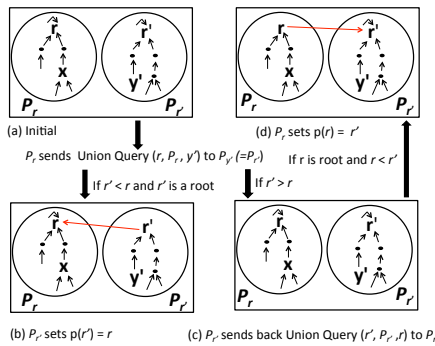 r r'
x y'
P_r P_r'
(a) Initial
r r'
x y'
P_r P_r'
(d) P_r sets p(r) = r'
P_r sends Union Query (r, P_r, y') to P_y' (=P_r')
If r is root and r < r'
If r' < r and r' is a root
If r' > r
r r'
x y'
P_r P_r'
(b) P_r' sets p(r') = r
r r'
x y'
P_r P_r'
(c) P_r' sends back Union Query (r', P_r', r) to P_r